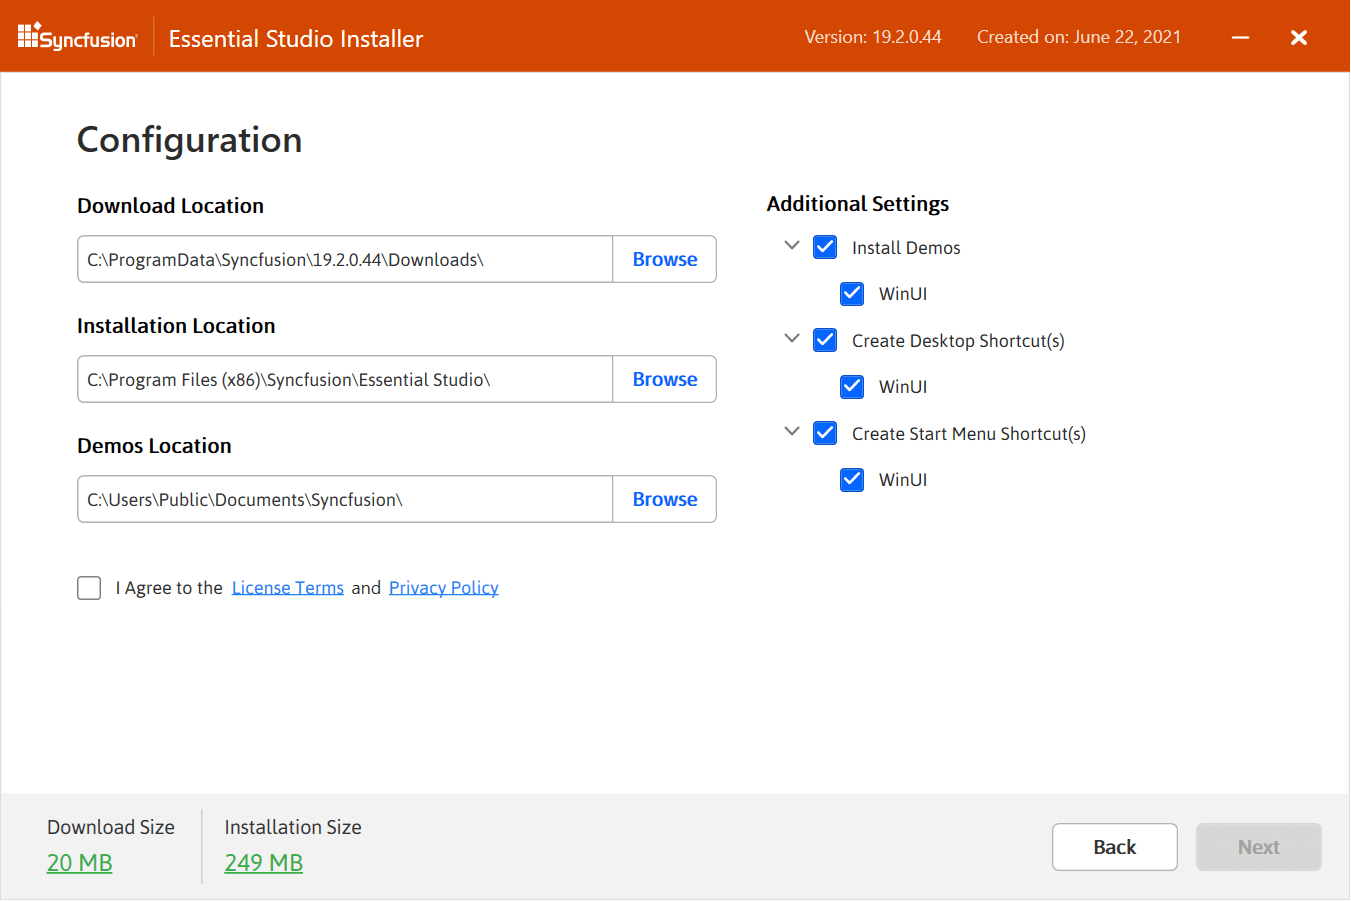 Syncfusion
Essential Studio Installer
Version: 19.2.0.44
Created on: June 22, 2021
Configuration
Download Location
C:\ProgramData\Syncfusion\19.2.0.44\Downloads\
Browse
Installation Location
C:\Program Files (x86)\Syncfusion\Essential Studio\
Browse
Demos Location
C:\Users\Public\Documents\Syncfusion\
Browse
I Agree to the License Terms and Privacy Policy
Additional Settings
Install Demos
WinUI
Create Desktop Shortcut(s)
WinUI
Create Start Menu Shortcut(s)
WinUI
Download Size
20 MB
Installation Size
249 MB
Back
Next